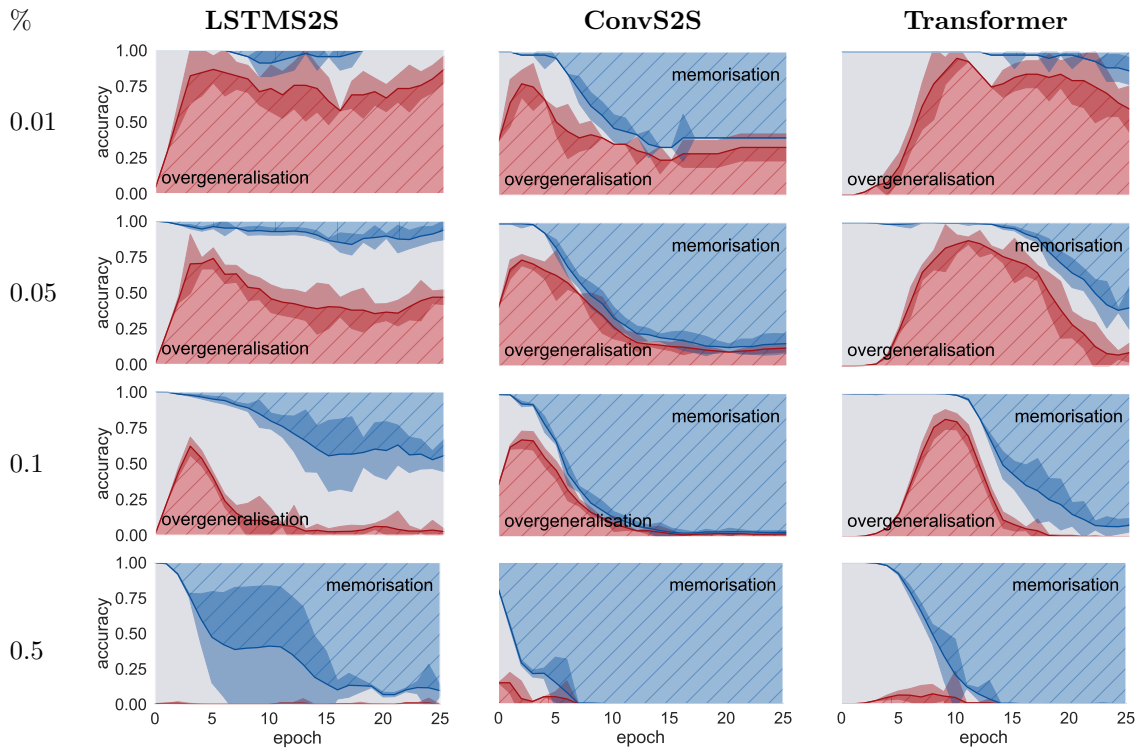 % LSTMS2S ConvS2S Transformer
0.01
accuracy
1.00
0.75
0.50
0.25
0.00
overgeneralisation
memorisation
overgeneralisation
overgeneralisation
0.05
accuracy
1.00
0.75
0.50
0.25
0.00
overgeneralisation
memorisation
overgeneralisation
memorisation
overgeneralisation
0.1
accuracy
1.00
0.75
0.50
0.25
0.00
overgeneralisation
memorisation
overgeneralisation
memorisation
overgeneralisation
0.5
accuracy
1.00
0.75
0.50
0.25
0.00
memorisation
memorisation
memorisation
0 5 10 15 20 25
0 5 10 15 20 25
0 5 10 15 20 25
epoch epoch epoch